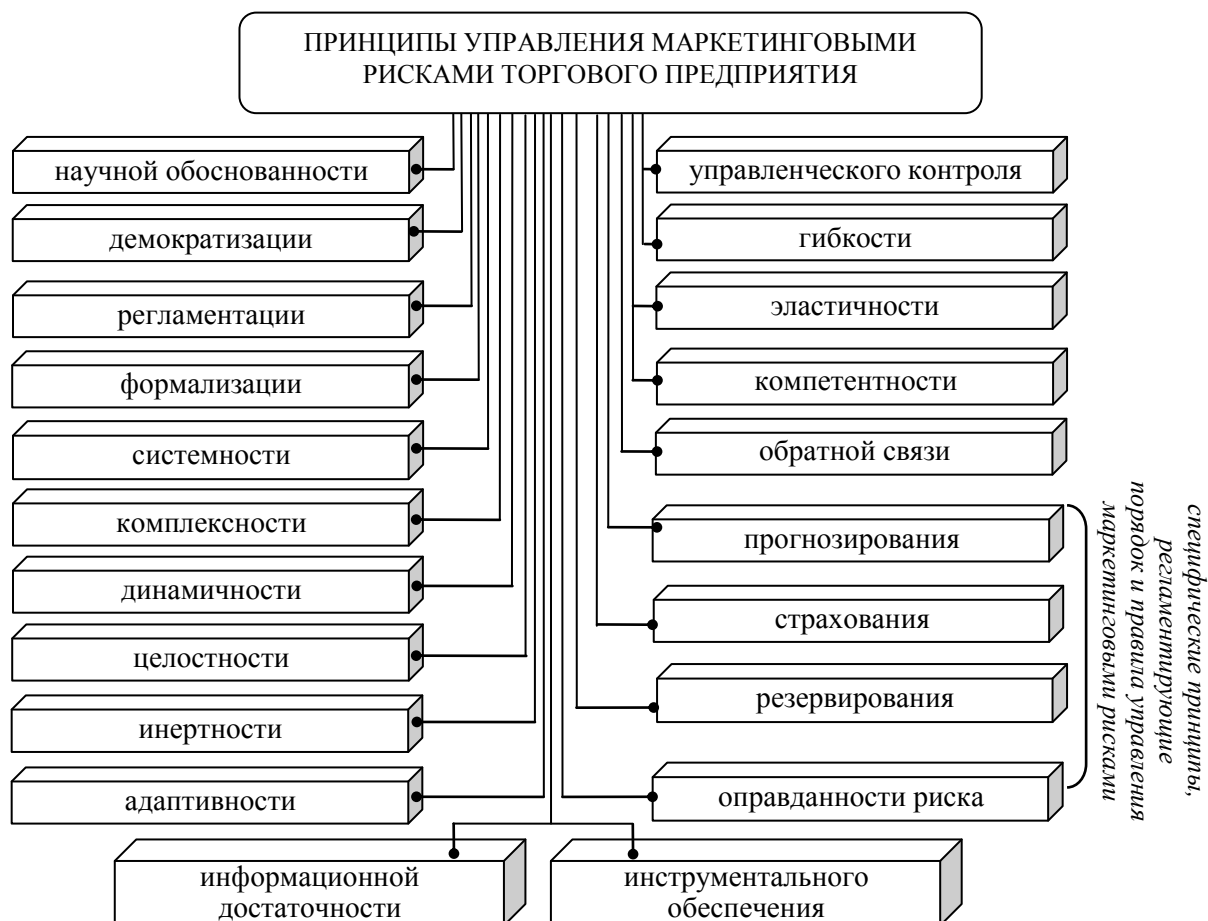 ПРИНЦИПЫ УПРАВЛЕНИЯ МАРКЕТИНГОВЫМИ
РИСКАМИ ТОРГОВОГО ПРЕДПРИЯТИЯ
научной обоснованности
демократизации
регламентации
формализации
системности
комплексности
динамичности
целостности
инертности
адаптивности
управленческого контроля
гибкости
эластичности
компетентности
обратной связи
прогнозирования
страхования
резервирования
оправданности риска
специфические принципы,
регламентирующие
порядок и правила управления
маркетинговыми рисками
информационной
достаточности
инструментального
обеспечения